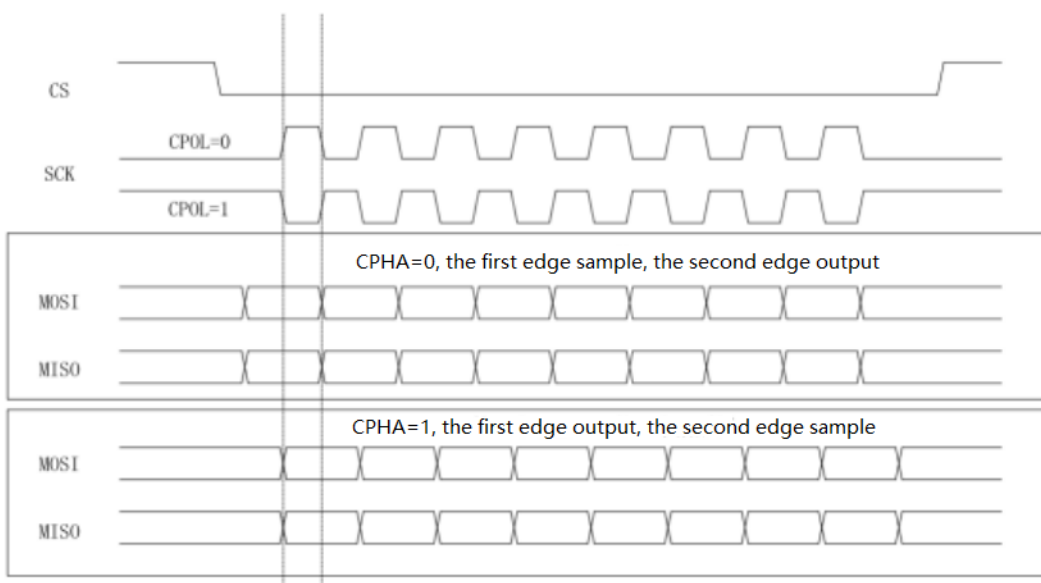 CS
CPOL=0
SCK
CPOL=1
CPHA=0, the first edge sample, the second edge output
MOSI
MISO
CPHA=1, the first edge output, the second edge sample
MOSI
MISO